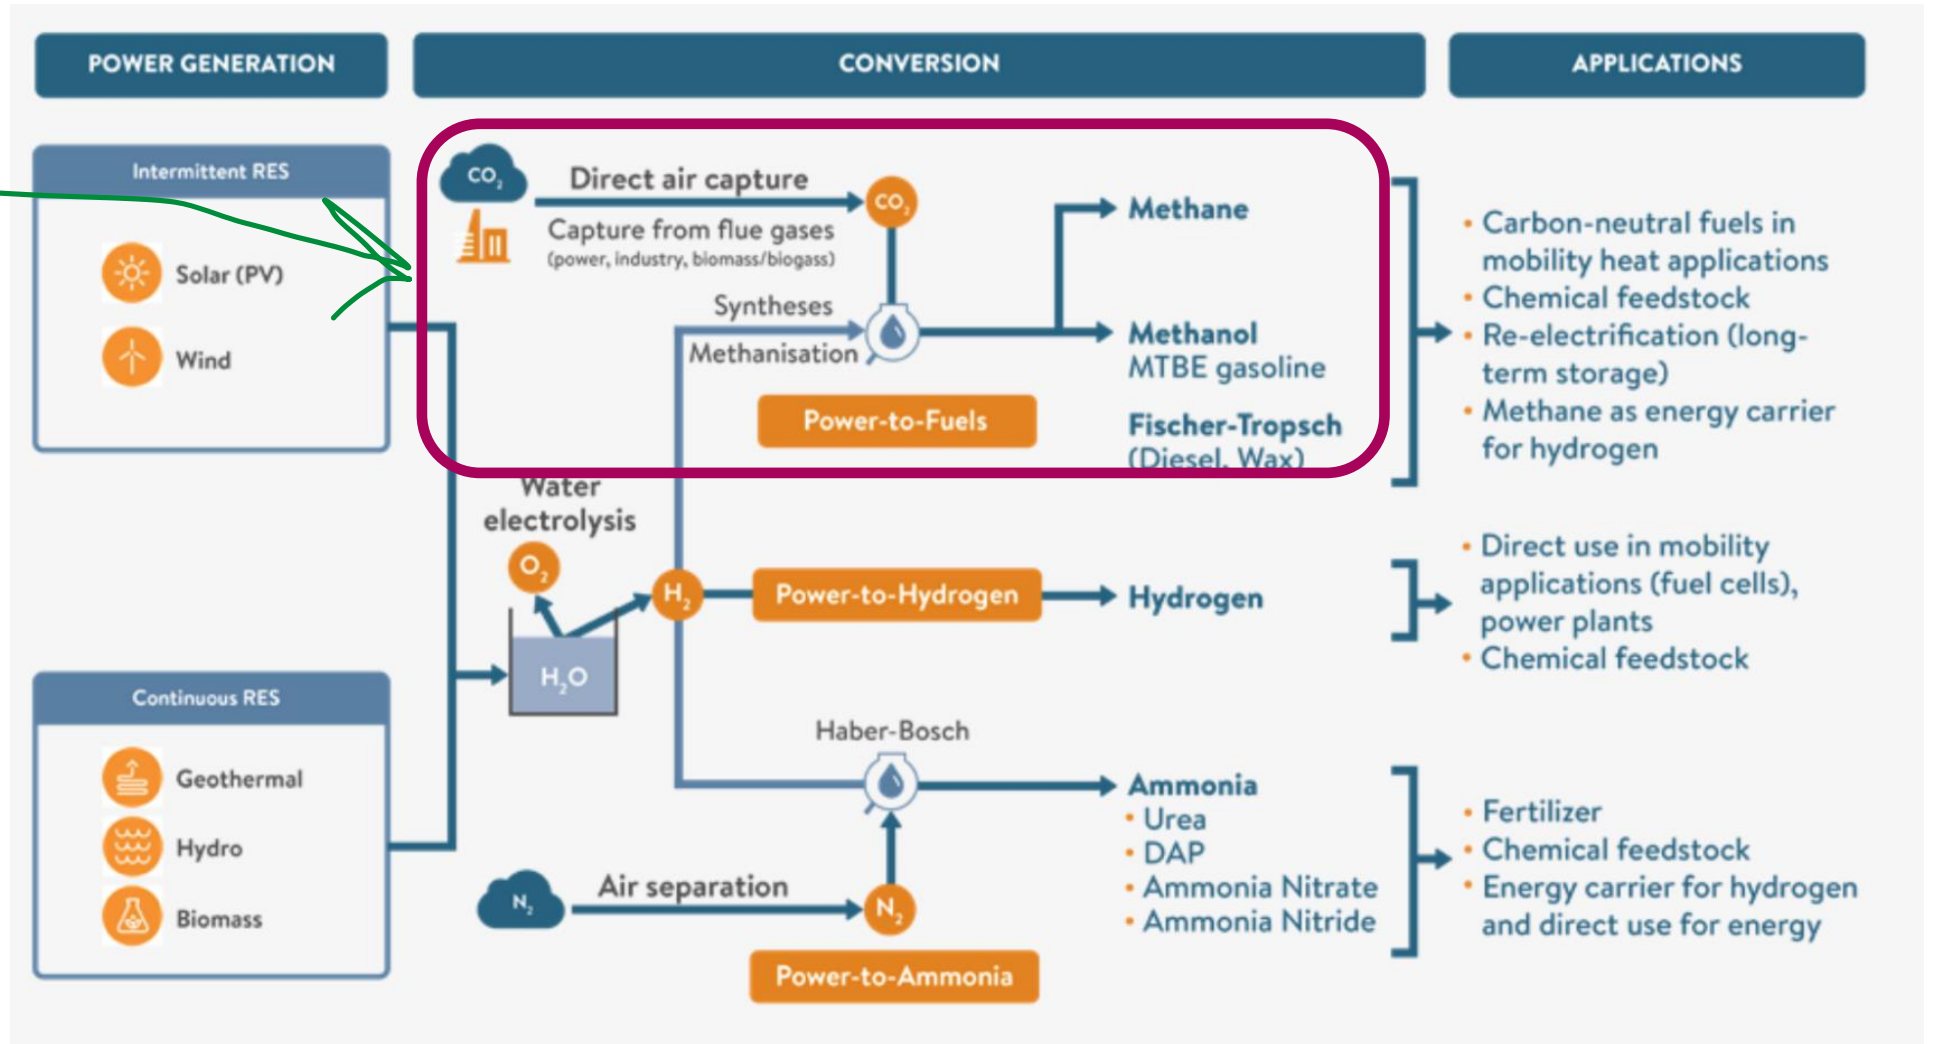 POWER GENERATION
CONVERSION
APPLICATIONS
Intermittent RES
Solar (PV)
Wind
Continuous RES
Geothermal
Hydro
Biomass
CO₂
Direct air capture
CO₂
Capture from flue gases
(power, industry, biomass/biogass)
Syntheses
Methanisation
Power-to-Fuels
Methane
Methanol
MTBE gasoline
Fischer-Tropsch
(Diesel, Wax)
Water
electrolysis
O₂
H₂
H₂O
Power-to-Hydrogen
Hydrogen
Haber-Bosch
N₂
Air separation
N₂
Power-to-Ammonia
Ammonia
• Urea
• DAP
• Ammonia Nitrate
• Ammonia Nitride
• Carbon-neutral fuels in
mobility heat applications
• Chemical feedstock
• Re-electrification (long-
term storage)
• Methane as energy carrier
for hydrogen
• Direct use in mobility
applications (fuel cells),
power plants
• Chemical feedstock
• Fertilizer
• Chemical feedstock
• Energy carrier for hydrogen
and direct use for energy